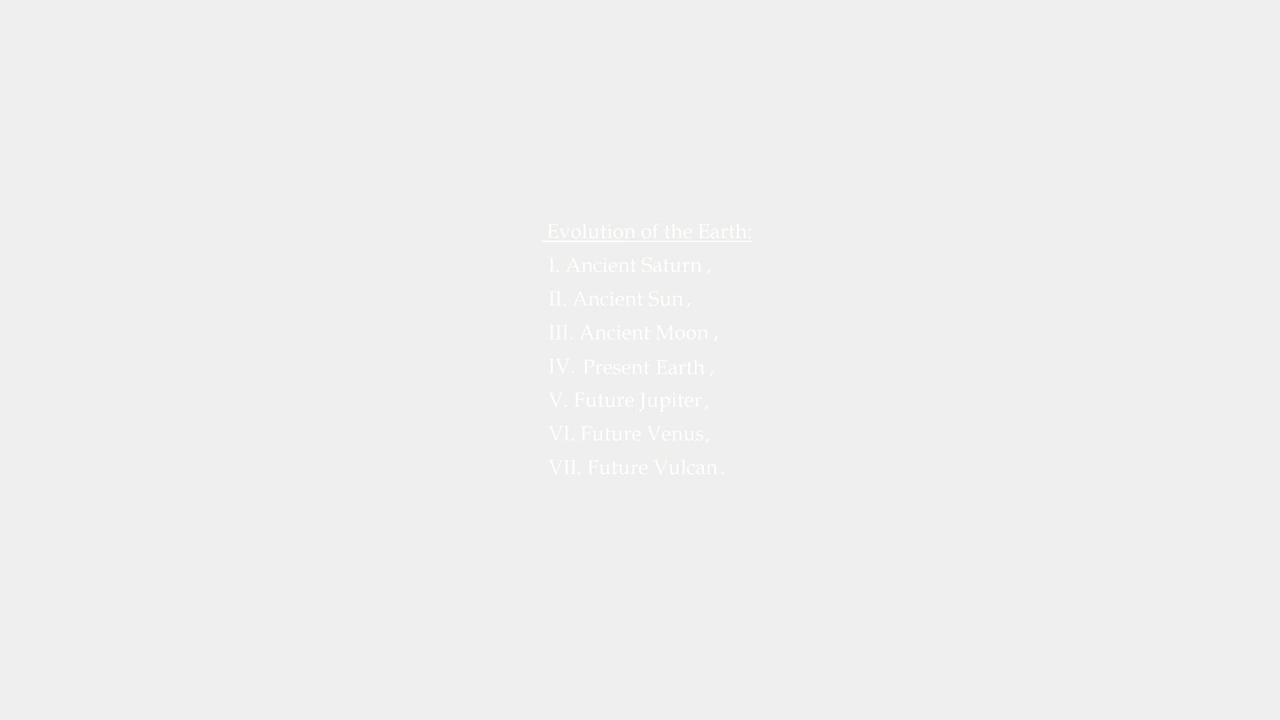 Evolution of the Earth:
I. Ancient Saturn,
II. Ancient Sun,
III. Ancient Moon,
IV. Present Earth,
V. Future Jupiter,
VI. Future Venus,
VII. Future Vulcan.